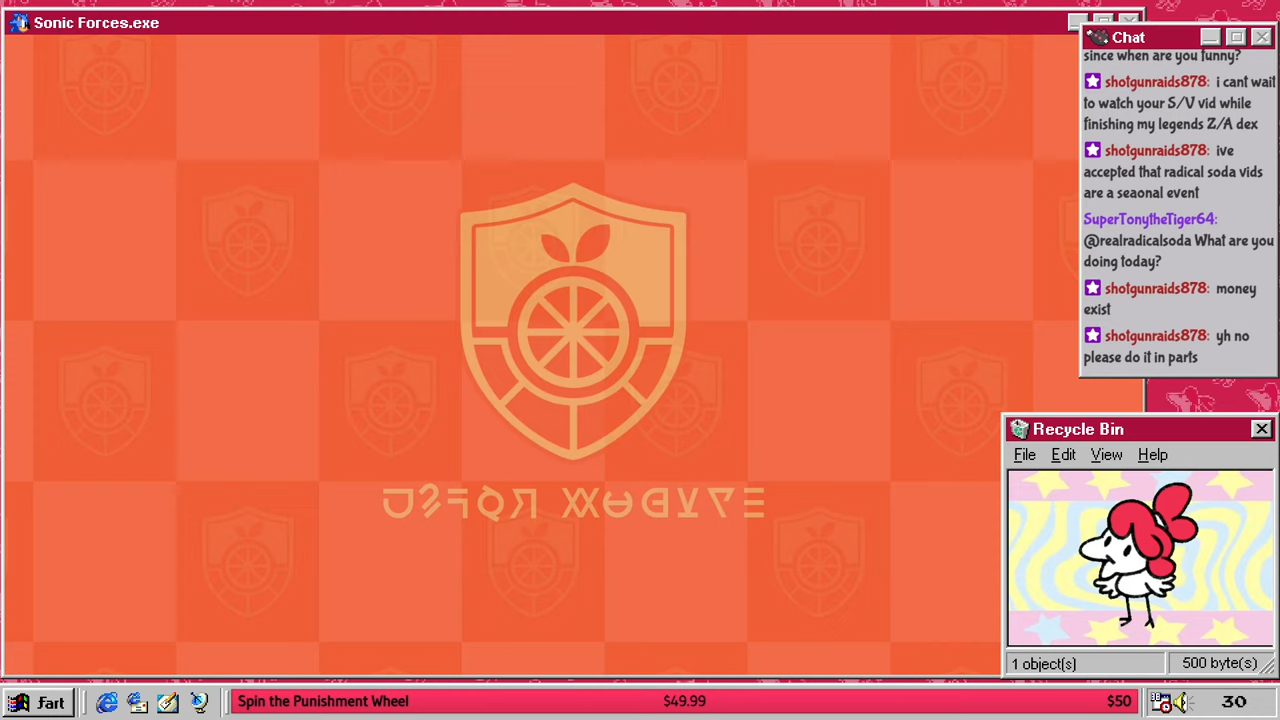 Sonic Forces.exe
Chat
since when are you funny?
shotgunraids878: i cant wait
to watch your S/V vid while
finishing my legends Z/A dex
shotgunraids878: ive
accepted that radical soda vids
are a seaonal event
SuperTonytheTiger64:
@realradicalsoda What are you
doing today?
shotgunraids878: money
exist
shotgunraids878: yh no
please do it in parts
Recycle Bin
File Edit View Help
1 object(s) 500 byte(s)
fart
Spin the Punishment Wheel $49.99 $50
30